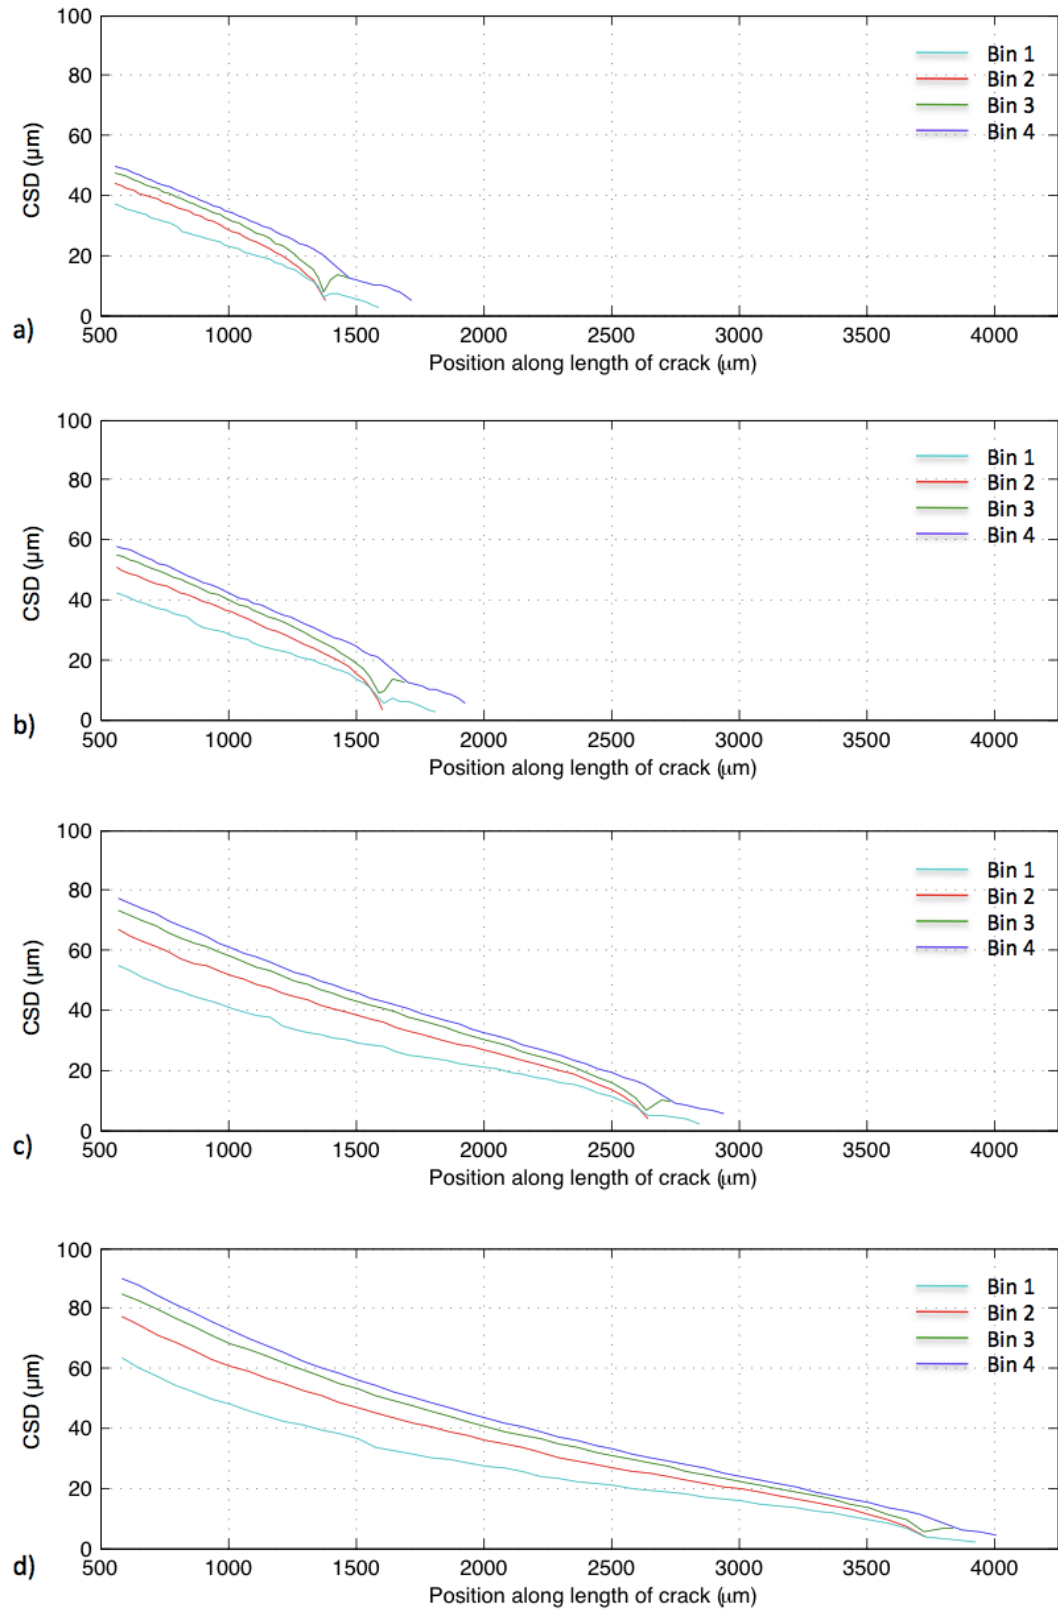 100
80
60
40
20
0
CSD (µm)
Bin 1
Bin 2
Bin 3
Bin 4
a)
500 1000 1500 2000 2500 3000 3500 4000
Position along length of crack (µm)
100
80
60
40
20
0
CSD (µm)
Bin 1
Bin 2
Bin 3
Bin 4
b)
500 1000 1500 2000 2500 3000 3500 4000
Position along length of crack (µm)
100
80
60
40
20
0
CSD (µm)
Bin 1
Bin 2
Bin 3
Bin 4
c)
500 1000 1500 2000 2500 3000 3500 4000
Position along length of crack (µm)
100
80
60
40
20
0
CSD (µm)
Bin 1
Bin 2
Bin 3
Bin 4
d)
500 1000 1500 2000 2500 3000 3500 4000
Position along length of crack (µm)